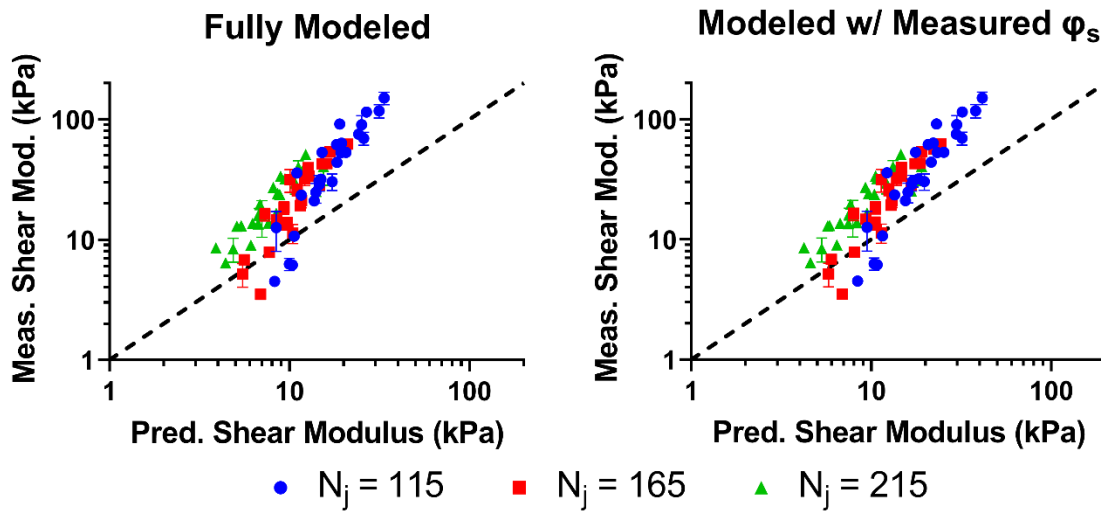 Fully Modeled
Meas. Shear Mod. (kPa)
100
10
1
1 10 100
Pred. Shear Modulus (kPa)
Modeled w/ Measured φs
Meas. Shear Mod. (kPa)
100
10
1
1 10 100
Pred. Shear Modulus (kPa)
Nj = 115 Nj = 165 Nj = 215